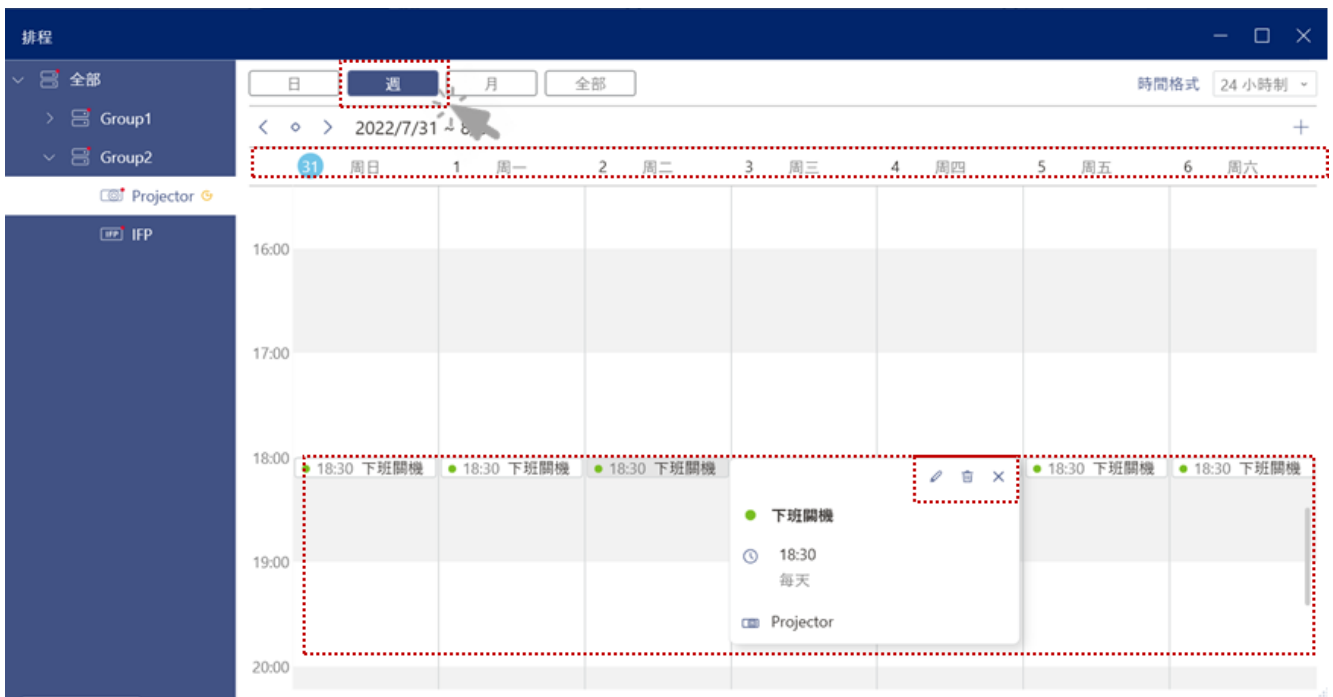 排程
全部
Group1
Group2
Projector
IFP
日 週 月 全部 時間格式 24 小時制
2022/7/31 ~ 8/
31 周日 1 周一 2 周二 3 周三 4 周四 5 周五 6 周六
16:00
17:00
18:00
18:30 下班關機 18:30 下班關機 18:30 下班關機 18:30 下班關機 18:30 下班關機
下班關機
18:30
每天
Projector
19:00
20:00